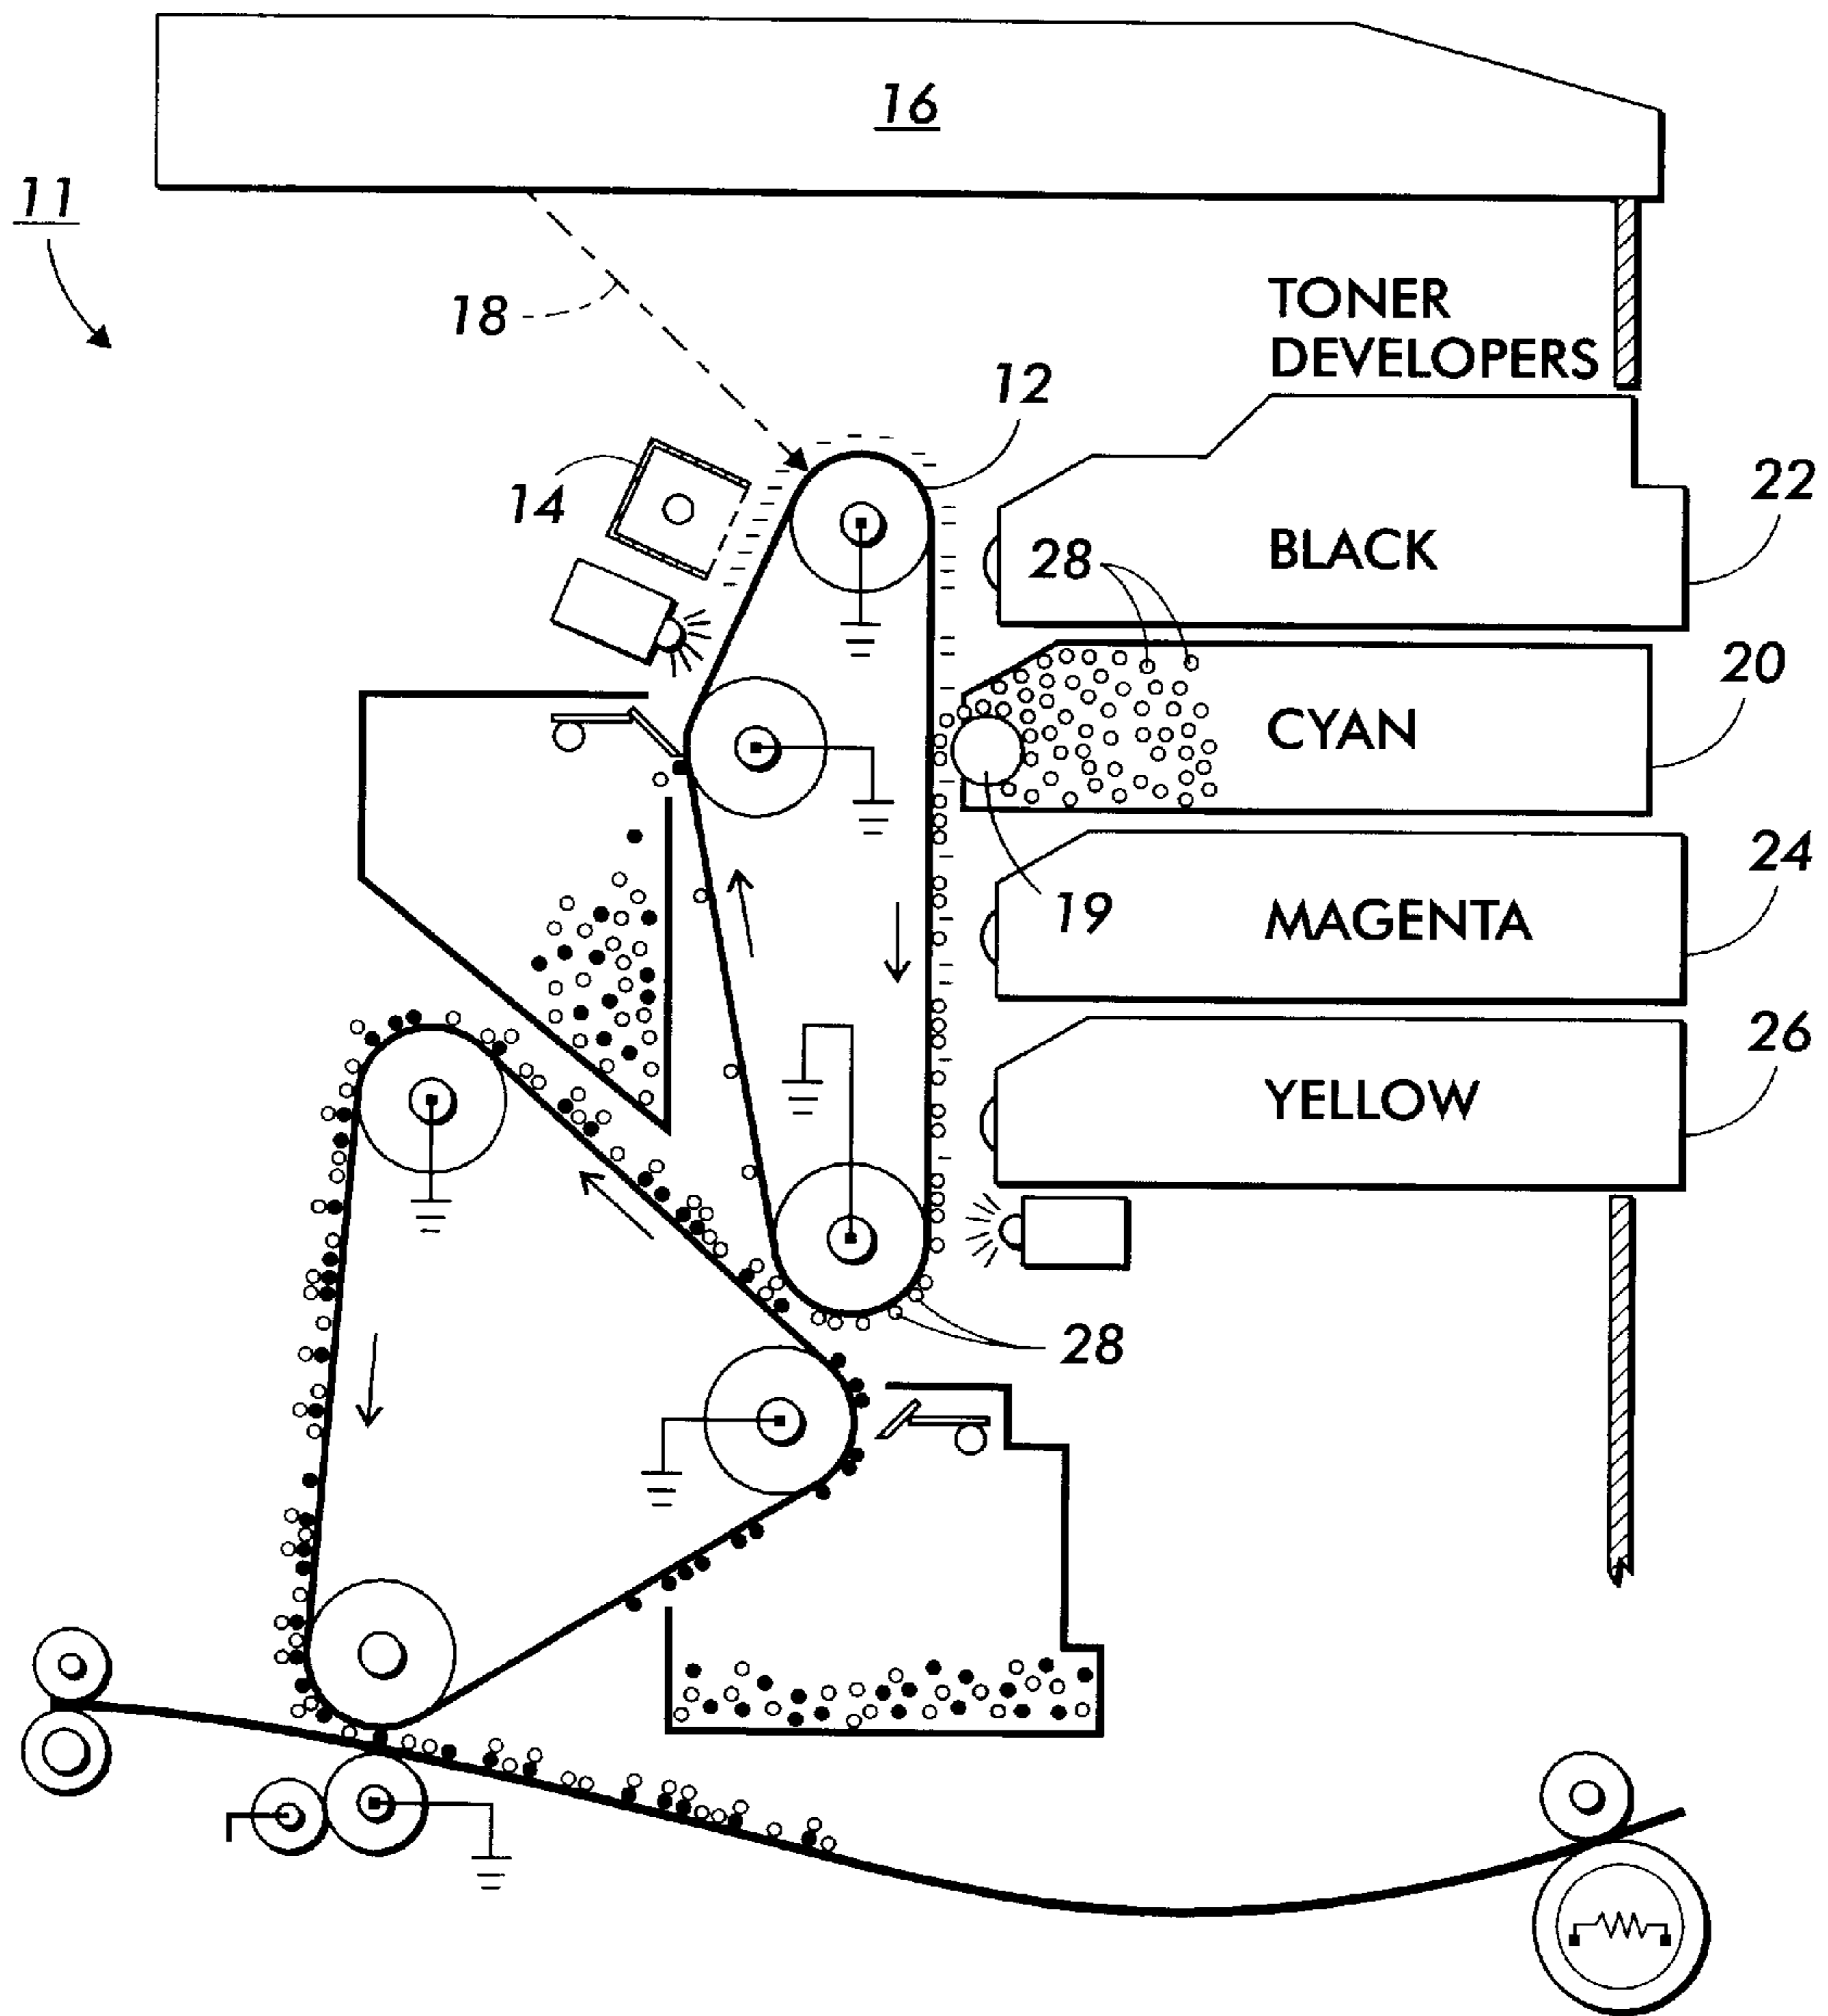 16
11
18
TONER
DEVELOPERS
12
14
22
BLACK
28
20
CYAN
24
19
MAGENTA
26
YELLOW
28